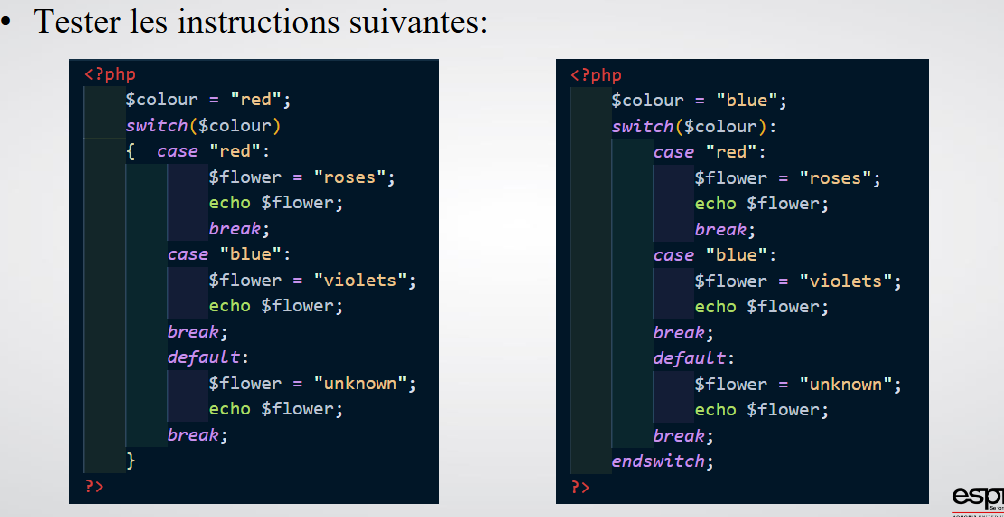 • Tester les instructions suivantes:
<?php
$colour = "red";
switch($colour)
{ case "red":
$flower = "roses";
echo $flower;
break;
case "blue":
$flower = "violets";
echo $flower;
break;
default:
$flower = "unknown";
echo $flower;
break;
}
?>
<?php
$colour = "blue";
switch($colour):
case "red":
$flower = "roses";
echo $flower;
break;
case "blue":
$flower = "violets";
echo $flower;
break;
default:
$flower = "unknown";
echo $flower;
break;
endswitch;
?>